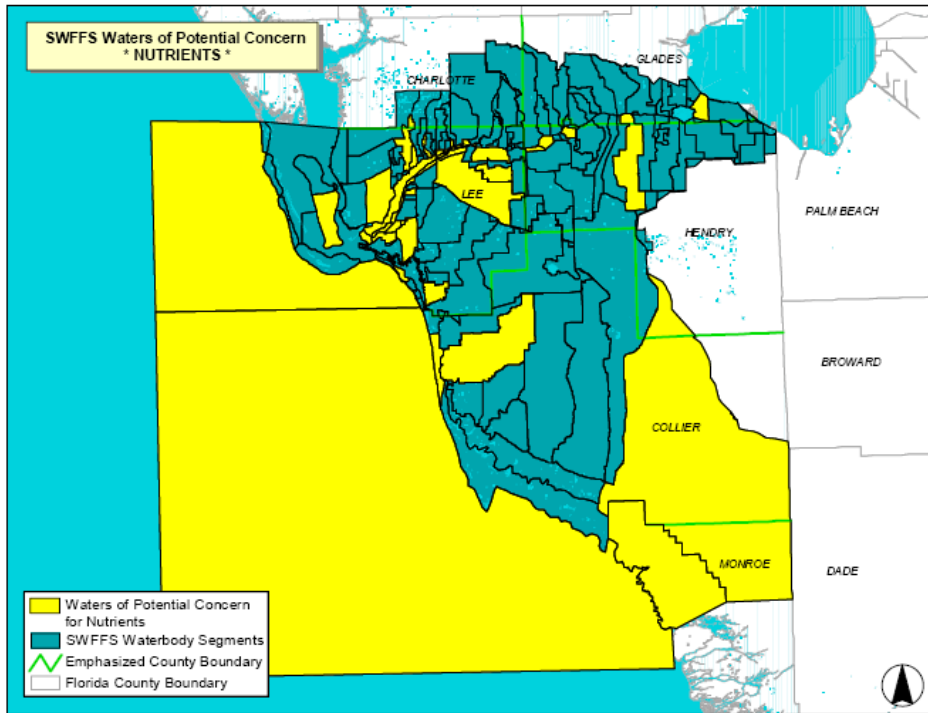 SWFFS Waters of Potential Concern
* NUTRIENTS *
GLADES
CHARLOTTE
LEE
PALM BEACH
HENDRY
BROWARD
COLLIER
MONROE
DADE
Waters of Potential Concern
for Nutrients
SWFFS Waterbody Segments
Emphasized County Boundary
Florida County Boundary